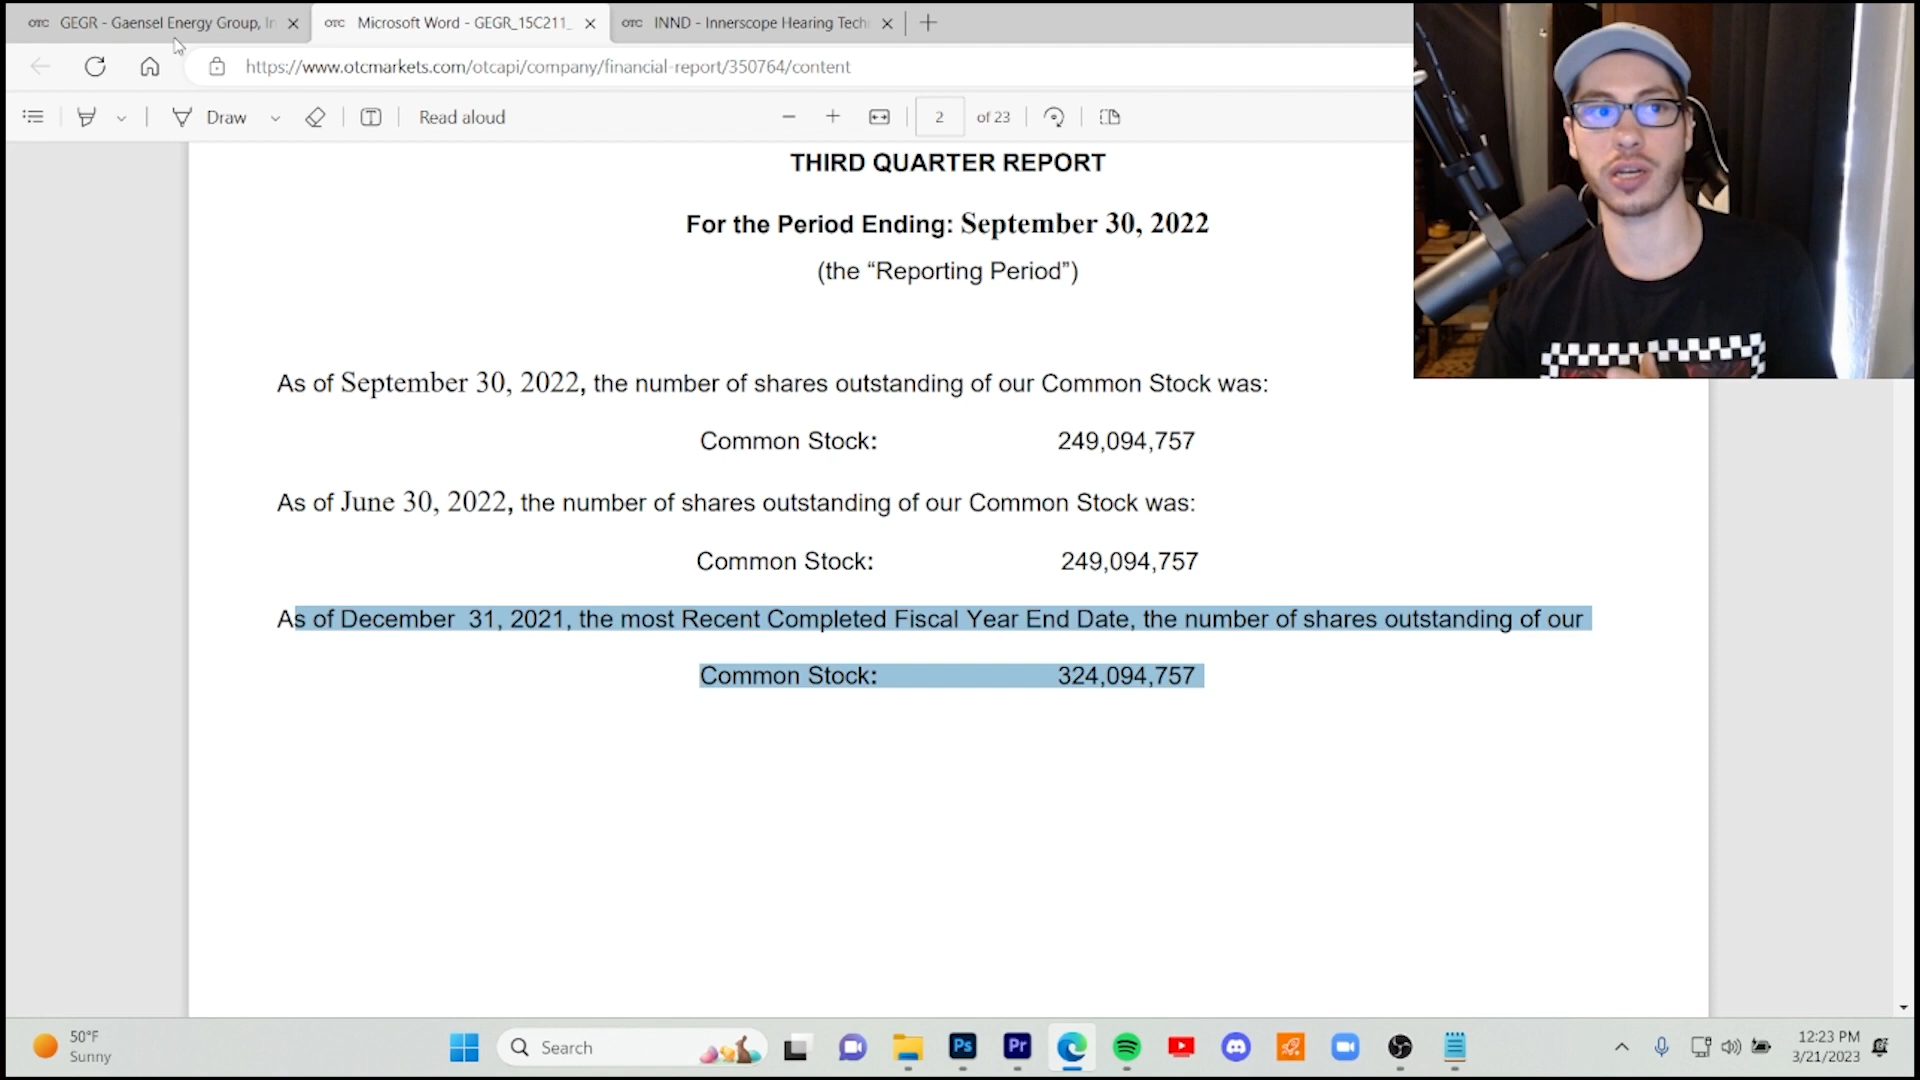 OTC GEGR - Gaensel Energy Group, In
OTC Microsoft Word - GEGR_15C211_
OTC INND - Innerscope Hearing Tech
https://www.otcmarkets.com/otcapi/company/financial-report/350764/content
Draw
Read aloud
2 of 23
THIRD QUARTER REPORT
For the Period Ending: September 30, 2022
(the “Reporting Period”)
As of September 30, 2022, the number of shares outstanding of our Common Stock was:
Common Stock: 249,094,757
As of June 30, 2022, the number of shares outstanding of our Common Stock was:
Common Stock: 249,094,757
As of December 31, 2021, the most Recent Completed Fiscal Year End Date, the number of shares outstanding of our
Common Stock: 324,094,757
50°F
Sunny
Search
Ps
Pr
12:23 PM
3/21/2023